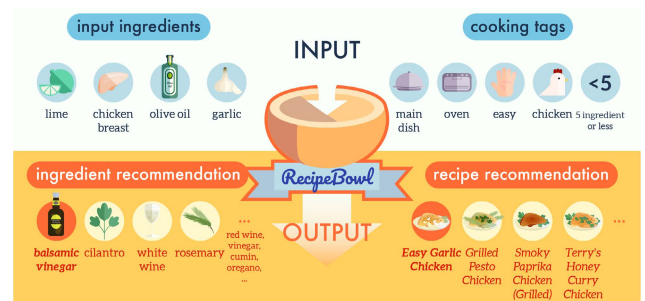 input ingredients
INPUT
cooking tags
lime
chicken
breast
olive oil
garlic
main
dish
oven
easy
chicken
<5
5 ingredient
or less
ingredient recommendation
RecipeBowl
recipe recommendation
OUTPUT
balsamic
vinegar
cilantro
white
wine
rosemary
...
red wine,
vinegar,
cumin,
oregano,
...
Easy Garlic
Chicken
Grilled
Pesto
Chicken
Smoky
Paprika
Chicken
(Grilled)
Terry's
Honey
Curry
Chicken
...